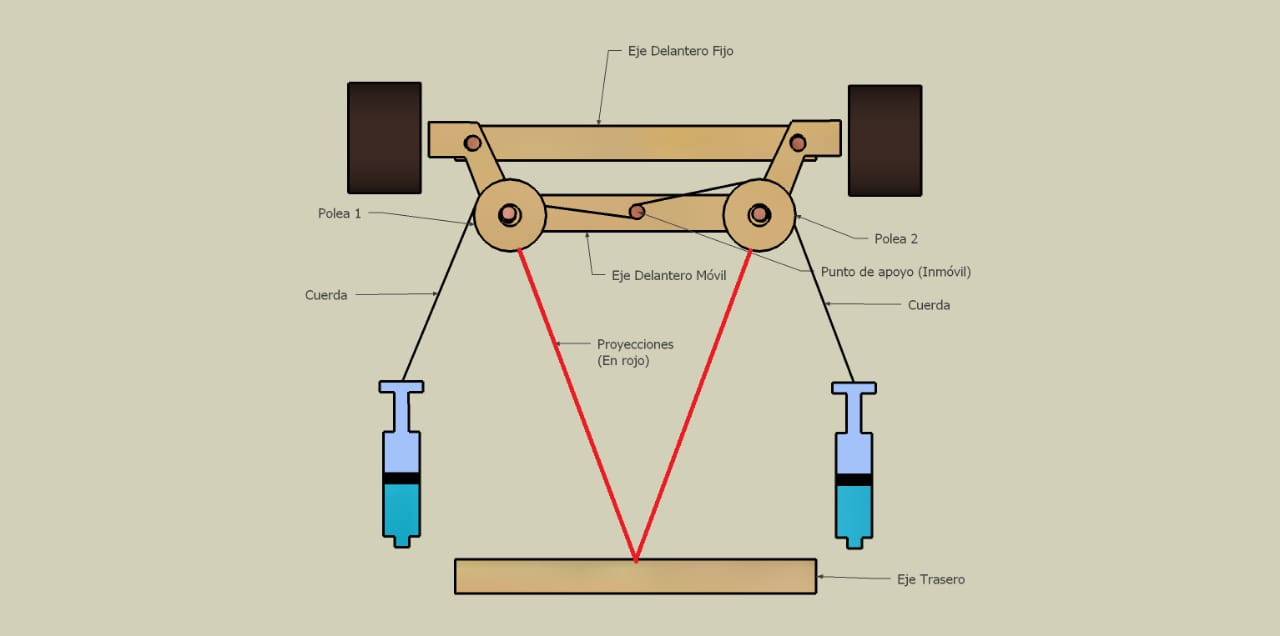 Eje Delantero Fijo
Polea 1
Polea 2
Eje Delantero Móvil
Punto de apoyo (Inmóvil)
Cuerda
Cuerda
Proyecciones
(En rojo)
Eje Trasero